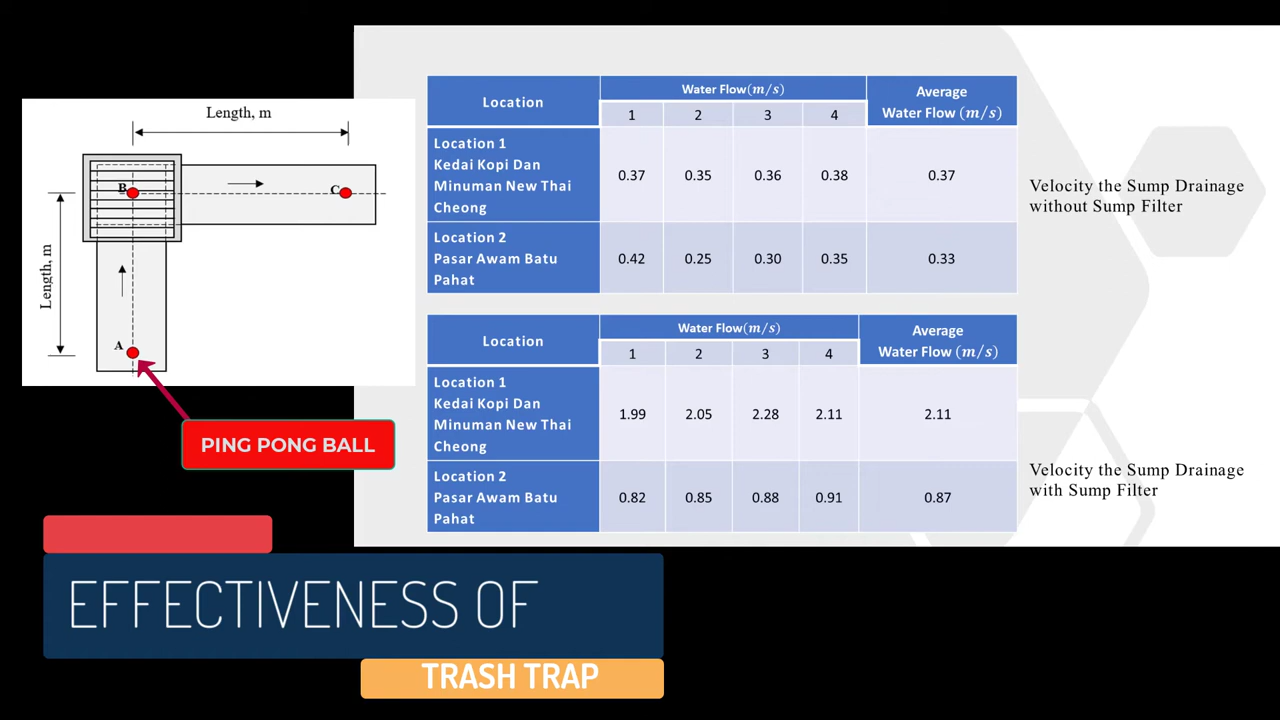 Length, m
B
C
Length, m
A
PING PONG BALL
Location
Water Flow(m/s)
Average
Water Flow (m/s)
1
2
3
4
Location 1
Kedai Kopi Dan
Minuman New Thai
Cheong
0.37
0.35
0.36
0.38
0.37
Location 2
Pasar Awam Batu
Pahat
0.42
0.25
0.30
0.35
0.33
Velocity the Sump Drainage
without Sump Filter
Location
Water Flow(m/s)
Average
Water Flow (m/s)
1
2
3
4
Location 1
Kedai Kopi Dan
Minuman New Thai
Cheong
1.99
2.05
2.28
2.11
2.11
Location 2
Pasar Awam Batu
Pahat
0.82
0.85
0.88
0.91
0.87
Velocity the Sump Drainage
with Sump Filter
EFFECTIVENESS OF
TRASH TRAP